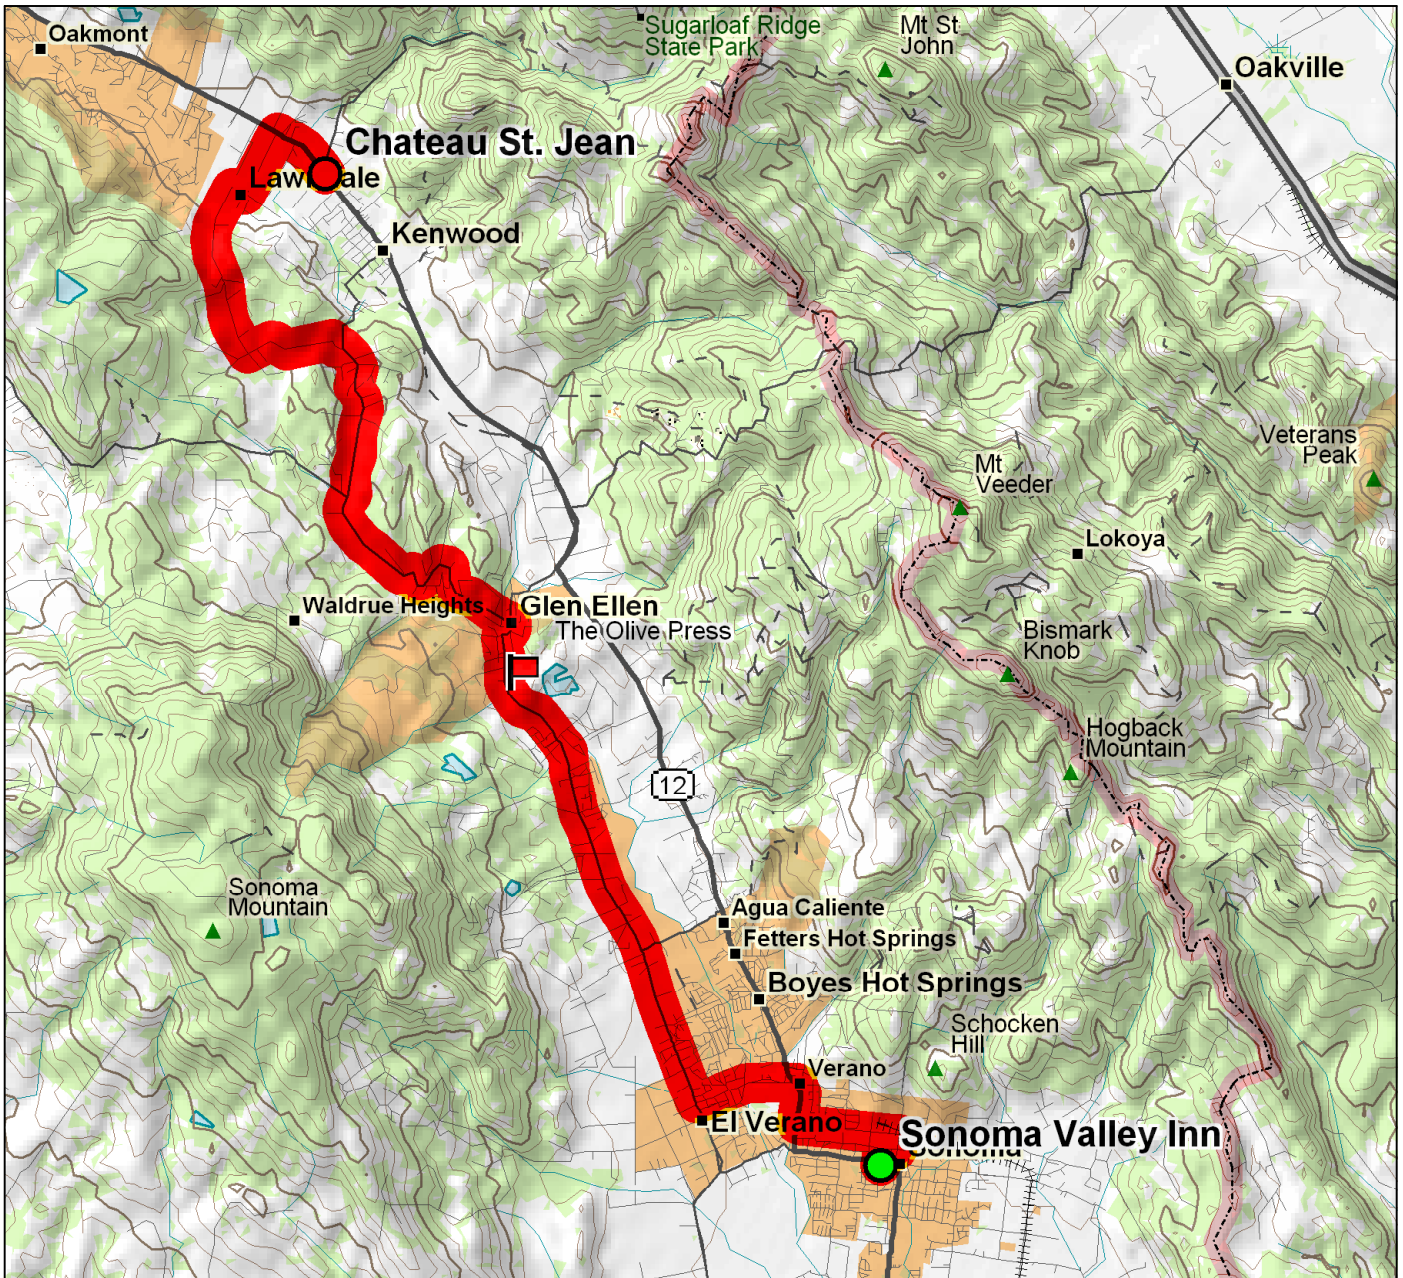 Oakmont
Sugarloaf Ridge
State Park
Mt St
John
Oakville
Chateau St. Jean
Kenwood
Veterans
Peak
Mt
Veeder
Lokoya
Waldrue Heights
Glen Ellen
The Olive Press
Bismark
Knob
Hogback
Mountain
12
Sonoma
Mountain
Agua Caliente
Fetters Hot Springs
Boyes Hot Springs
Schocken
Hill
Verano
El Verano
Sonoma Valley Inn
Sonoma